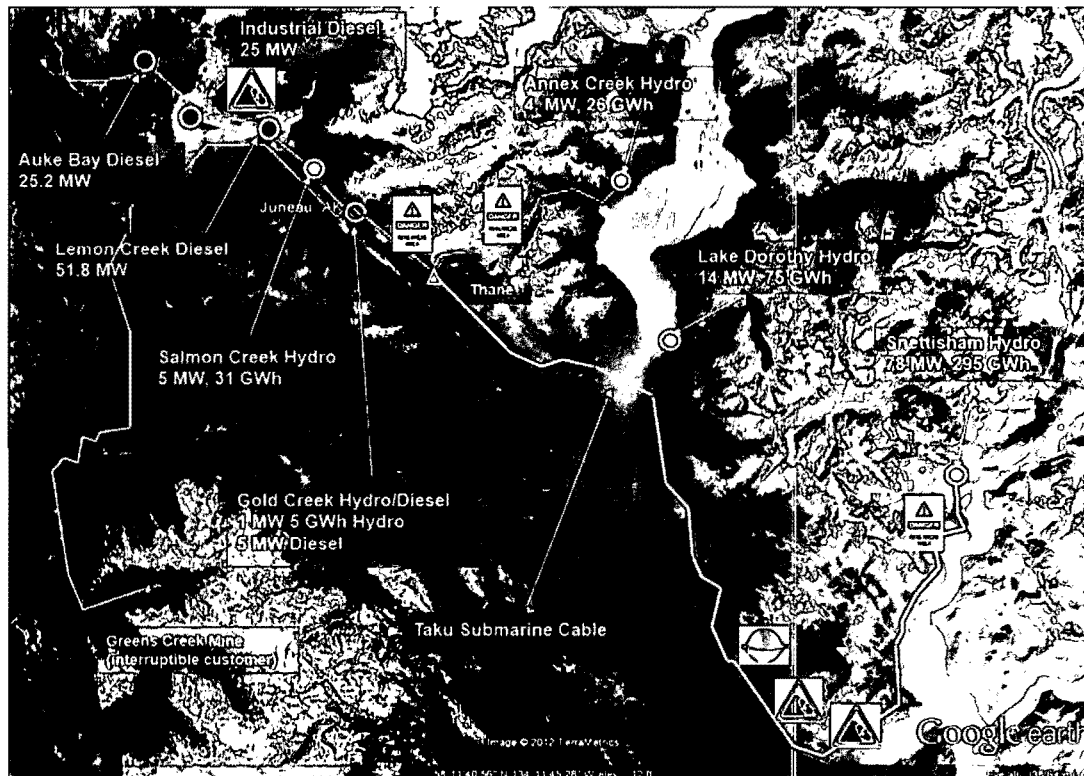 Industrial Diesel
25 MW
Annex Creek Hydro
4 MW, 26 GWh
Auke Bay Diesel
25.2 MW
Juneau
DANGER
DANGER
Lemon Creek Diesel
51.8 MW
Thane
Lake Dorothy Hydro
14 MW, 75 GWh
Salmon Creek Hydro
5 MW, 31 GWh
Snettisham Hydro
78 MW, 295 GWh
Gold Creek Hydro/Diesel
1 MW 5 GWh Hydro
5 MW Diesel
DANGER
Taku Submarine Cable
Greens Creek Mine
(interruptible customer)
Google earth
Image © 2012 TerraMetrics